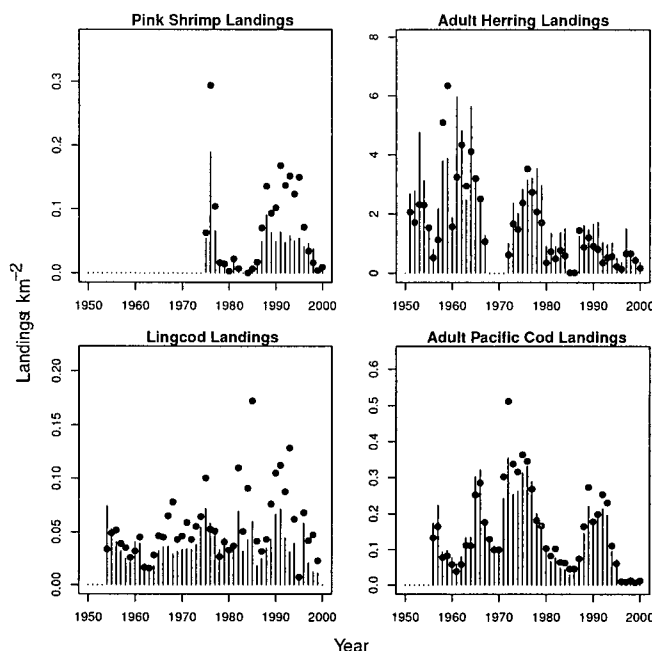 Pink Shrimp Landings
0.3
0.2
0.1
0.0
1950 1960 1970 1980 1990 2000
Adult Herring Landings
8
6
4
2
0
1950 1960 1970 1980 1990 2000
Landingst km−2
Lingcod Landings
0.20
0.15
0.10
0.05
0.0
1950 1960 1970 1980 1990 2000
Adult Pacific Cod Landings
0.6
0.5
0.4
0.3
0.2
0.1
0.0
1950 1960 1970 1980 1990 2000
Year